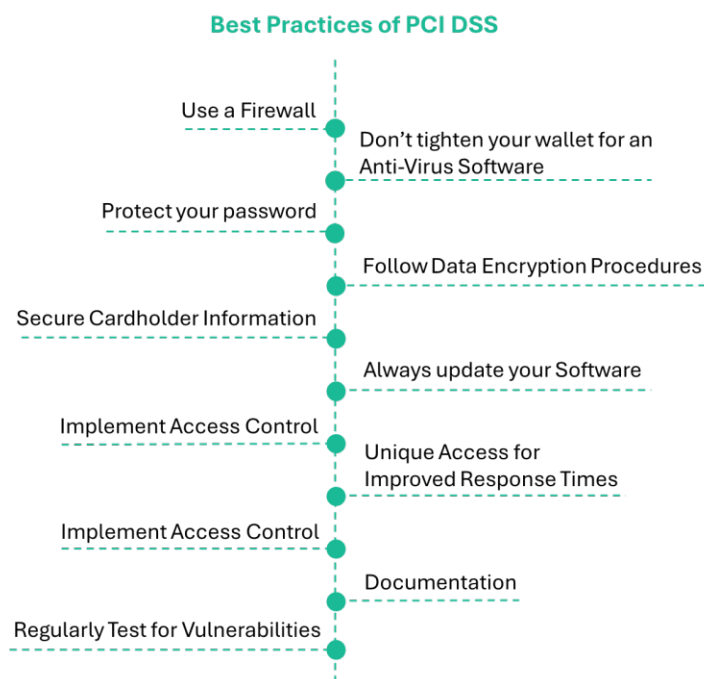 Best Practices of PCI DSS
Use a Firewall
Don’t tighten your wallet for an
Anti-Virus Software
Protect your password
Follow Data Encryption Procedures
Secure Cardholder Information
Always update your Software
Implement Access Control
Unique Access for
Improved Response Times
Implement Access Control
Documentation
Regularly Test for Vulnerabilities